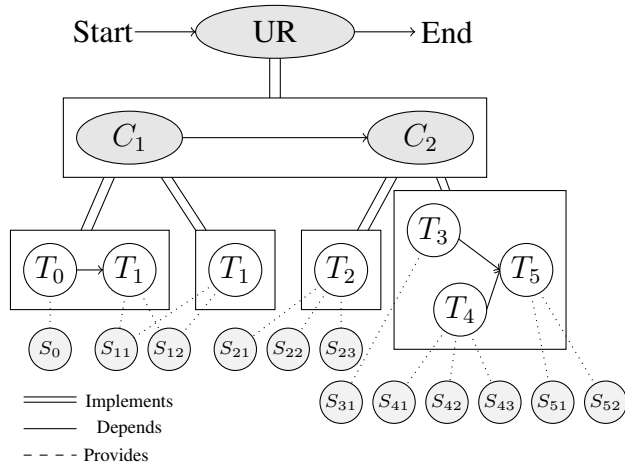 Start UR End
C1 C2
T0 T1 T1 T2 T3 T4 T5
S0 S11 S12 S21 S22 S23
S31 S41 S42 S43 S51 S52
Implements
Depends
Provides